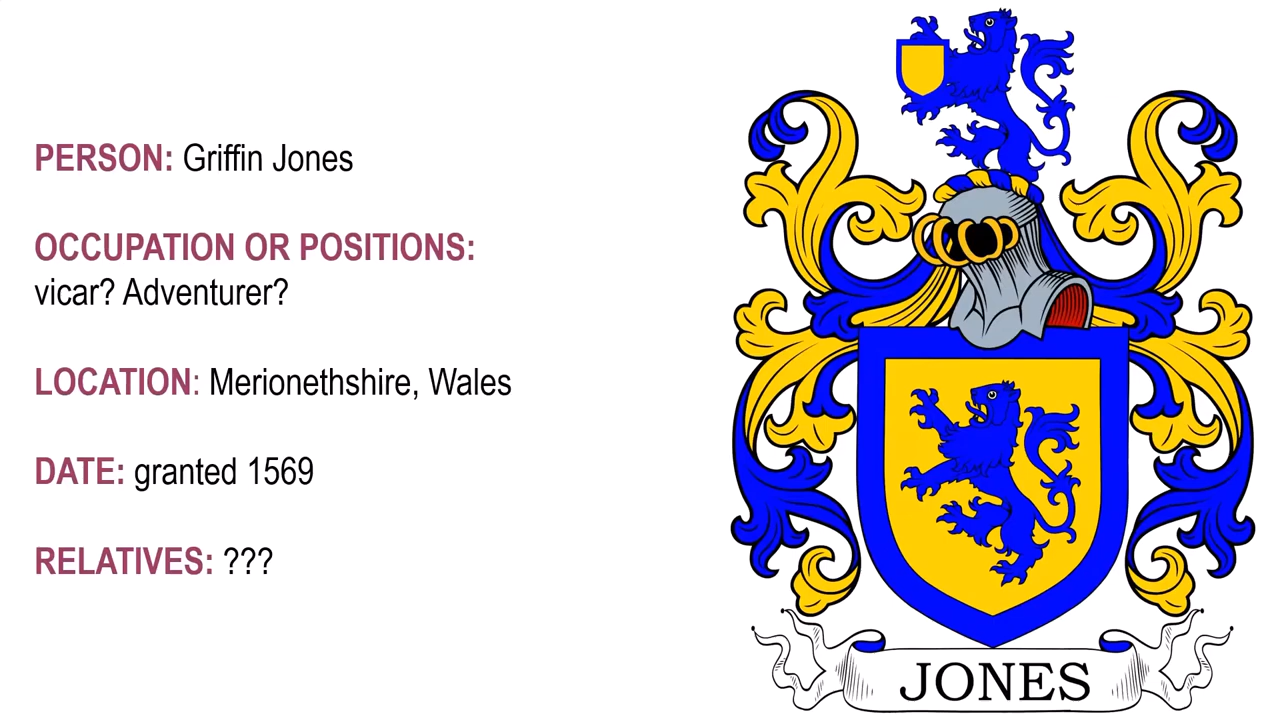 PERSON: Griffin Jones
OCCUPATION OR POSITIONS:
vicar? Adventurer?
LOCATION: Merionethshire, Wales
DATE: granted 1569
RELATIVES: ???
JONES